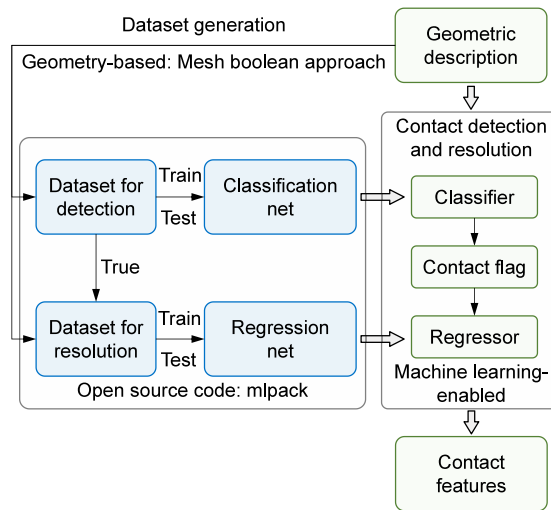 Dataset generation
Geometry-based: Mesh boolean approach
Geometric
description
Contact detection
and resolution
Dataset for
detection
Train
Test
Classification
net
Classifier
True
Contact flag
Dataset for
resolution
Train
Test
Regression
net
Regressor
Machine learning-
enabled
Open source code: mlpack
Contact
features